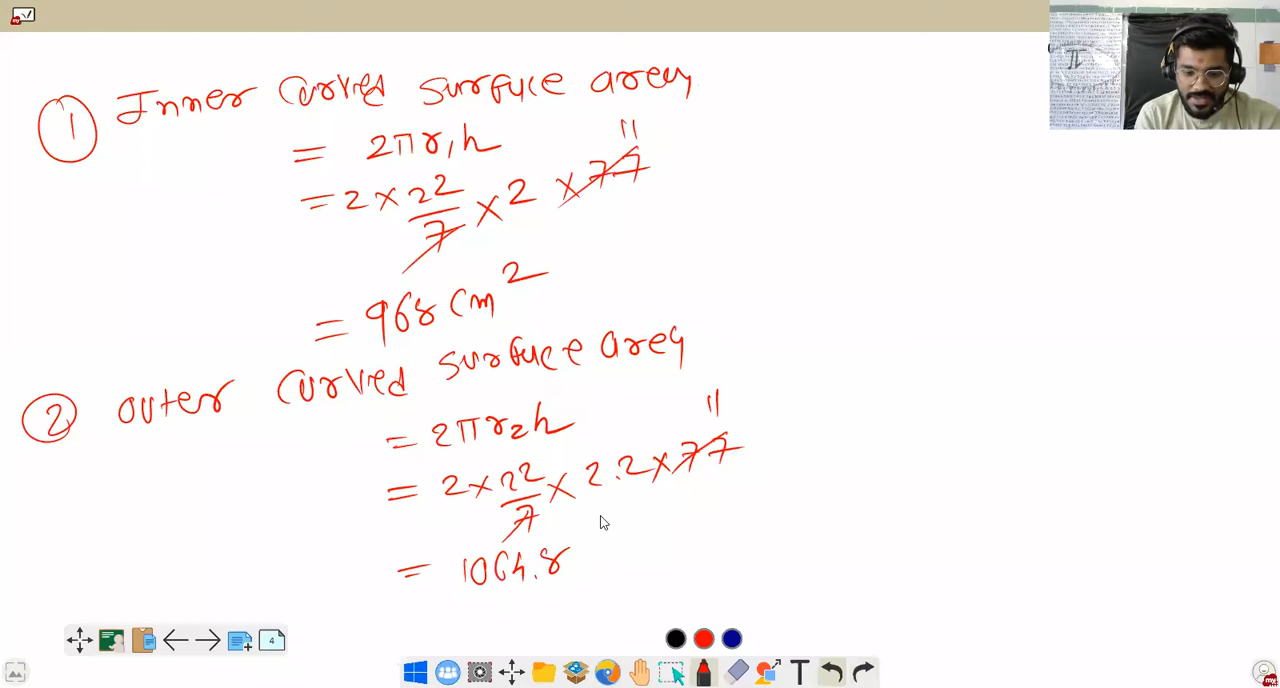 ① Inner curved surface area
= 2πr₁h
11
= 2 × 22/7 × 2 × 77
= 968 cm²
② outer curved surface area
= 2πr₂h
11
= 2 × 22/7 × 2.2 × 77
= 1064.8
4